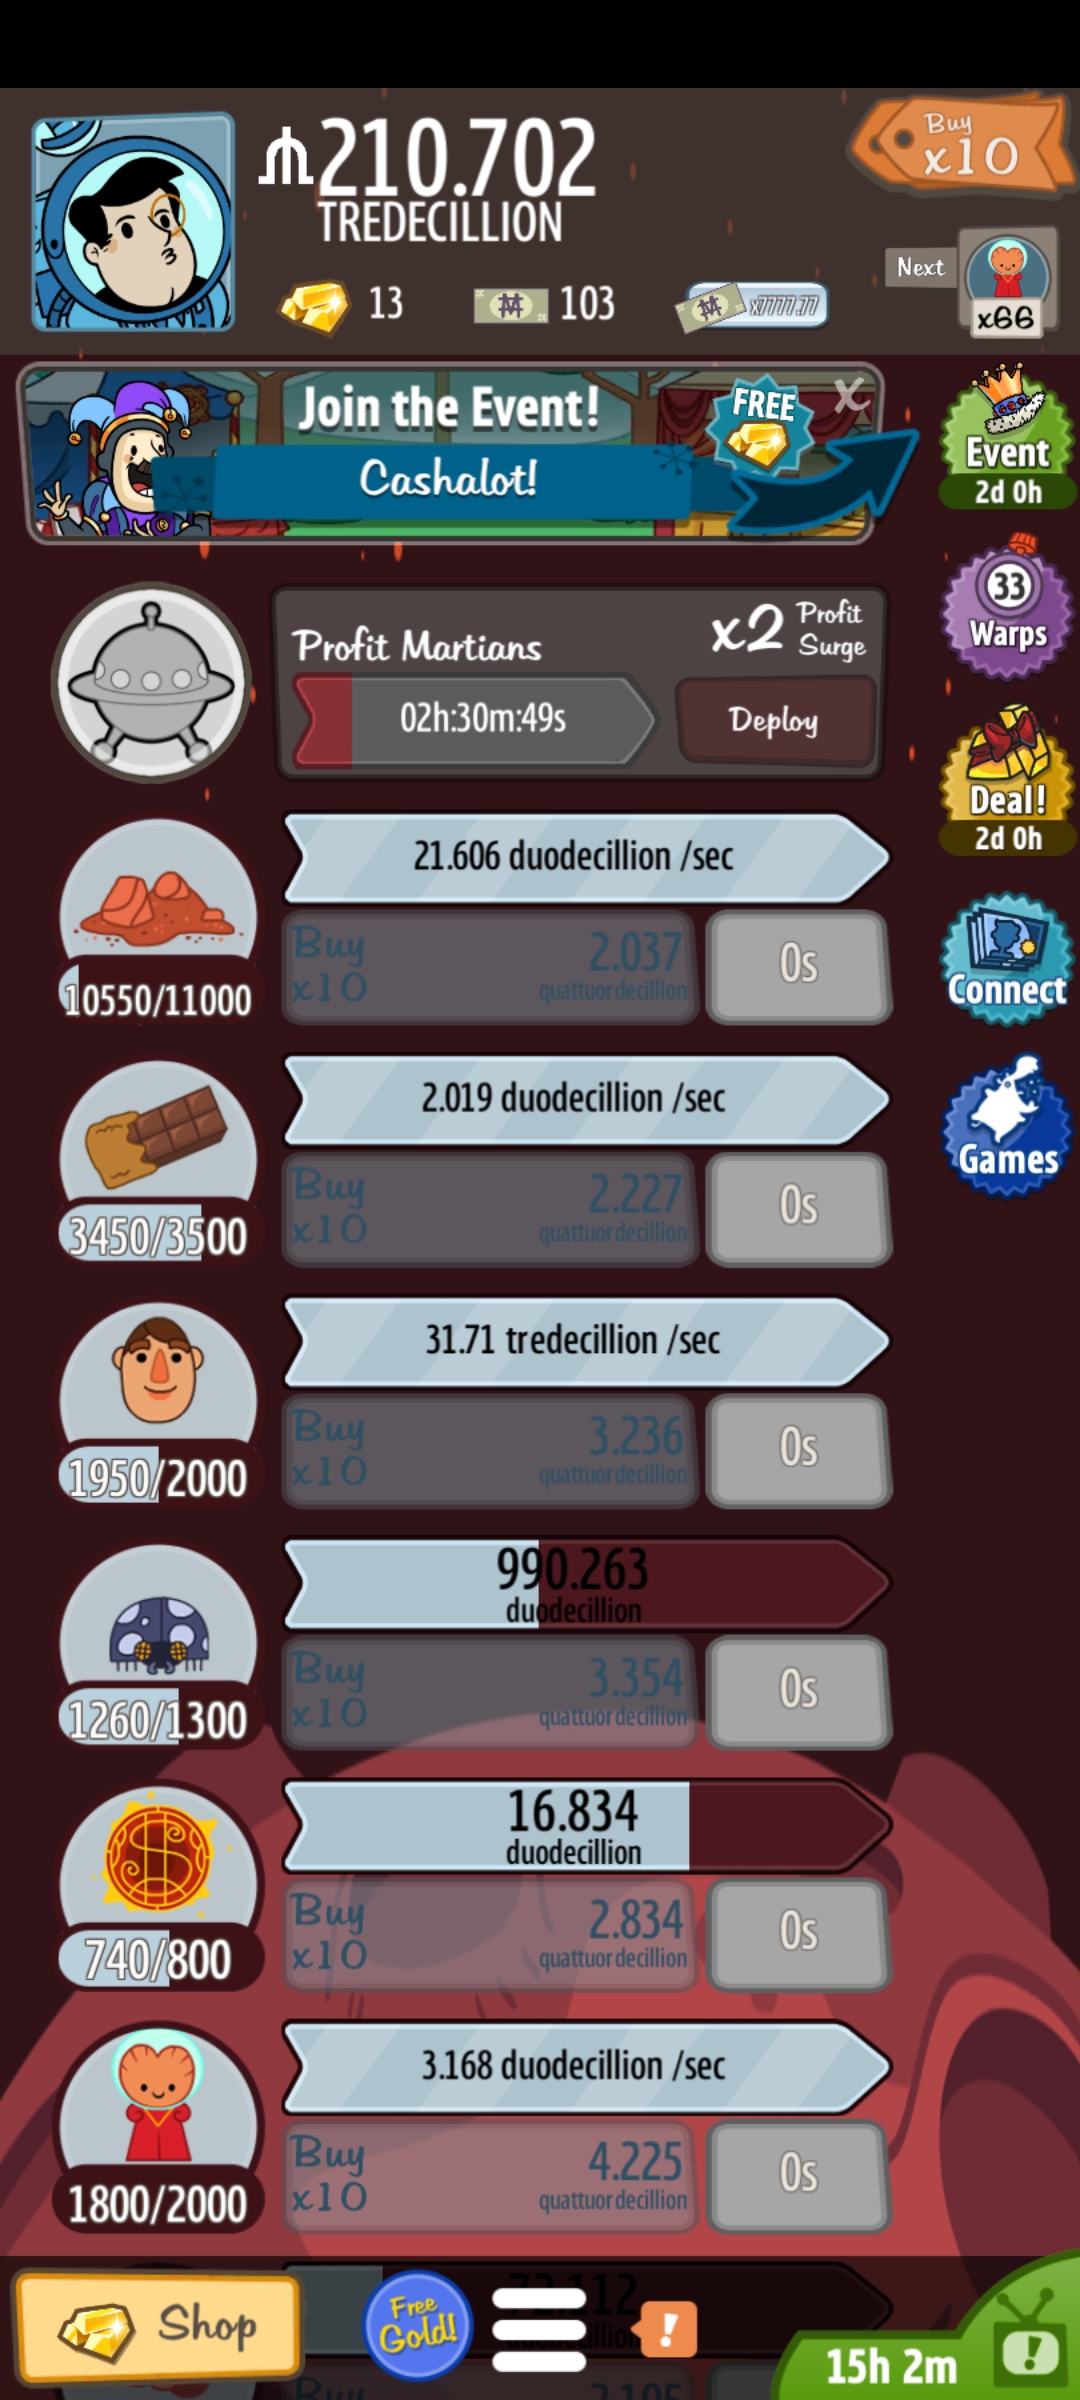 210.702
TREDECILLION
Buy
x10
13
103
x7777.77
Next
x66
Join the Event!
FREE
Cashalot!
Event
2d 0h
33
Warps
Profit Martians
x2 Profit
Surge
02h:30m:49s
Deploy
Deal!
2d 0h
21.606 duodecillion /sec
Buy
x10
2.037
quattuordecillion
0s
10550/11000
Connect
2.019 duodecillion /sec
Buy
x10
2.227
quattuordecillion
0s
3450/3500
Games
31.71 tredecillion /sec
Buy
x10
3.236
quattuordecillion
0s
1950/2000
990.263
duodecillion
Buy
x10
3.354
quattuordecillion
0s
1260/1300
16.834
duodecillion
Buy
x10
2.834
quattuordecillion
0s
740/800
3.168 duodecillion /sec
Buy
x10
4.225
quattuordecillion
0s
1800/2000
Shop
Free
Gold!
!
15h 2m
!